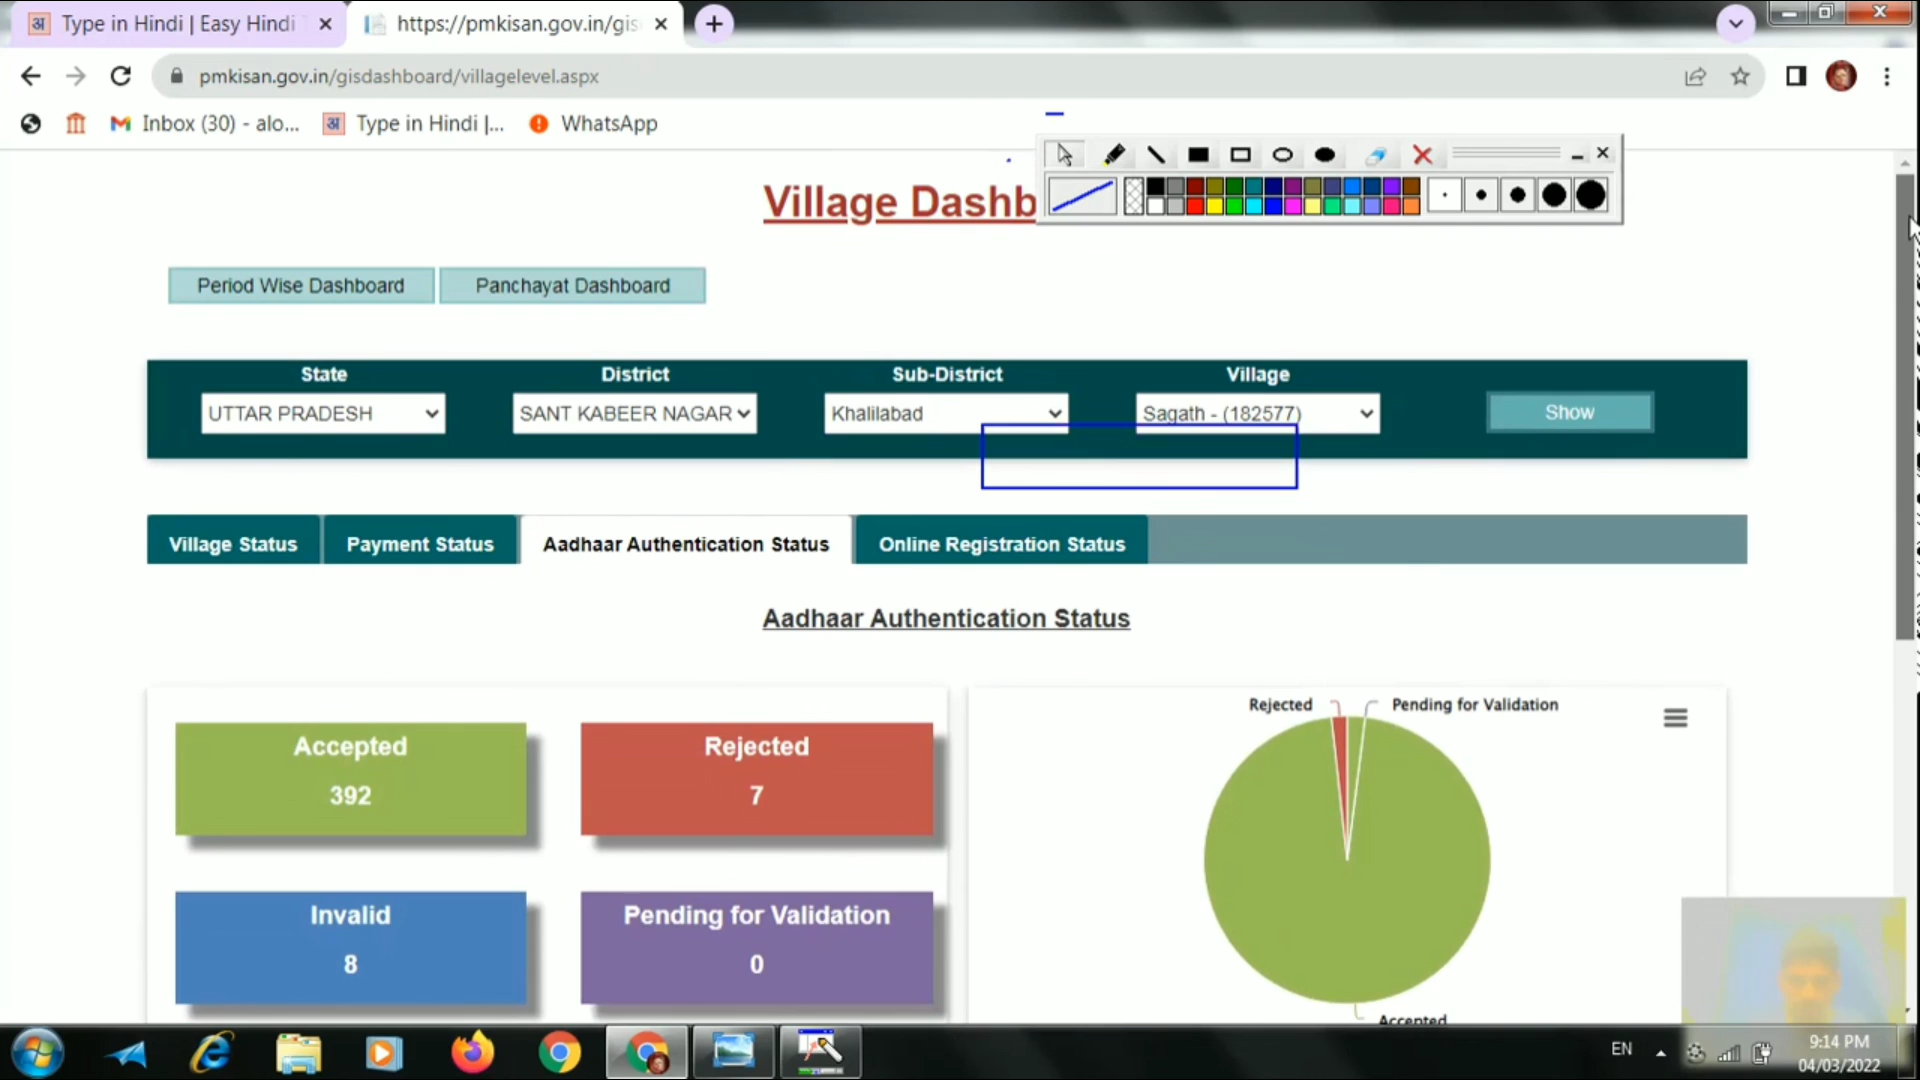 अ Type in Hindi | Easy Hindi
https://pmkisan.gov.in/gis
pmkisan.gov.in/gisdashboard/villagelevel.aspx
Inbox (30) - alo...
अ Type in Hindi |...
WhatsApp
Village Dashb
Period Wise Dashboard
Panchayat Dashboard
State
District
Sub-District
Village
UTTAR PRADESH
SANT KABEER NAGAR
Khalilabad
Sagath - (182577)
Show
Village Status
Payment Status
Aadhaar Authentication Status
Online Registration Status
Aadhaar Authentication Status
Accepted
392
Rejected
7
Invalid
8
Pending for Validation
0
Rejected
Pending for Validation
Accepted
EN
9:14 PM
04/03/2022